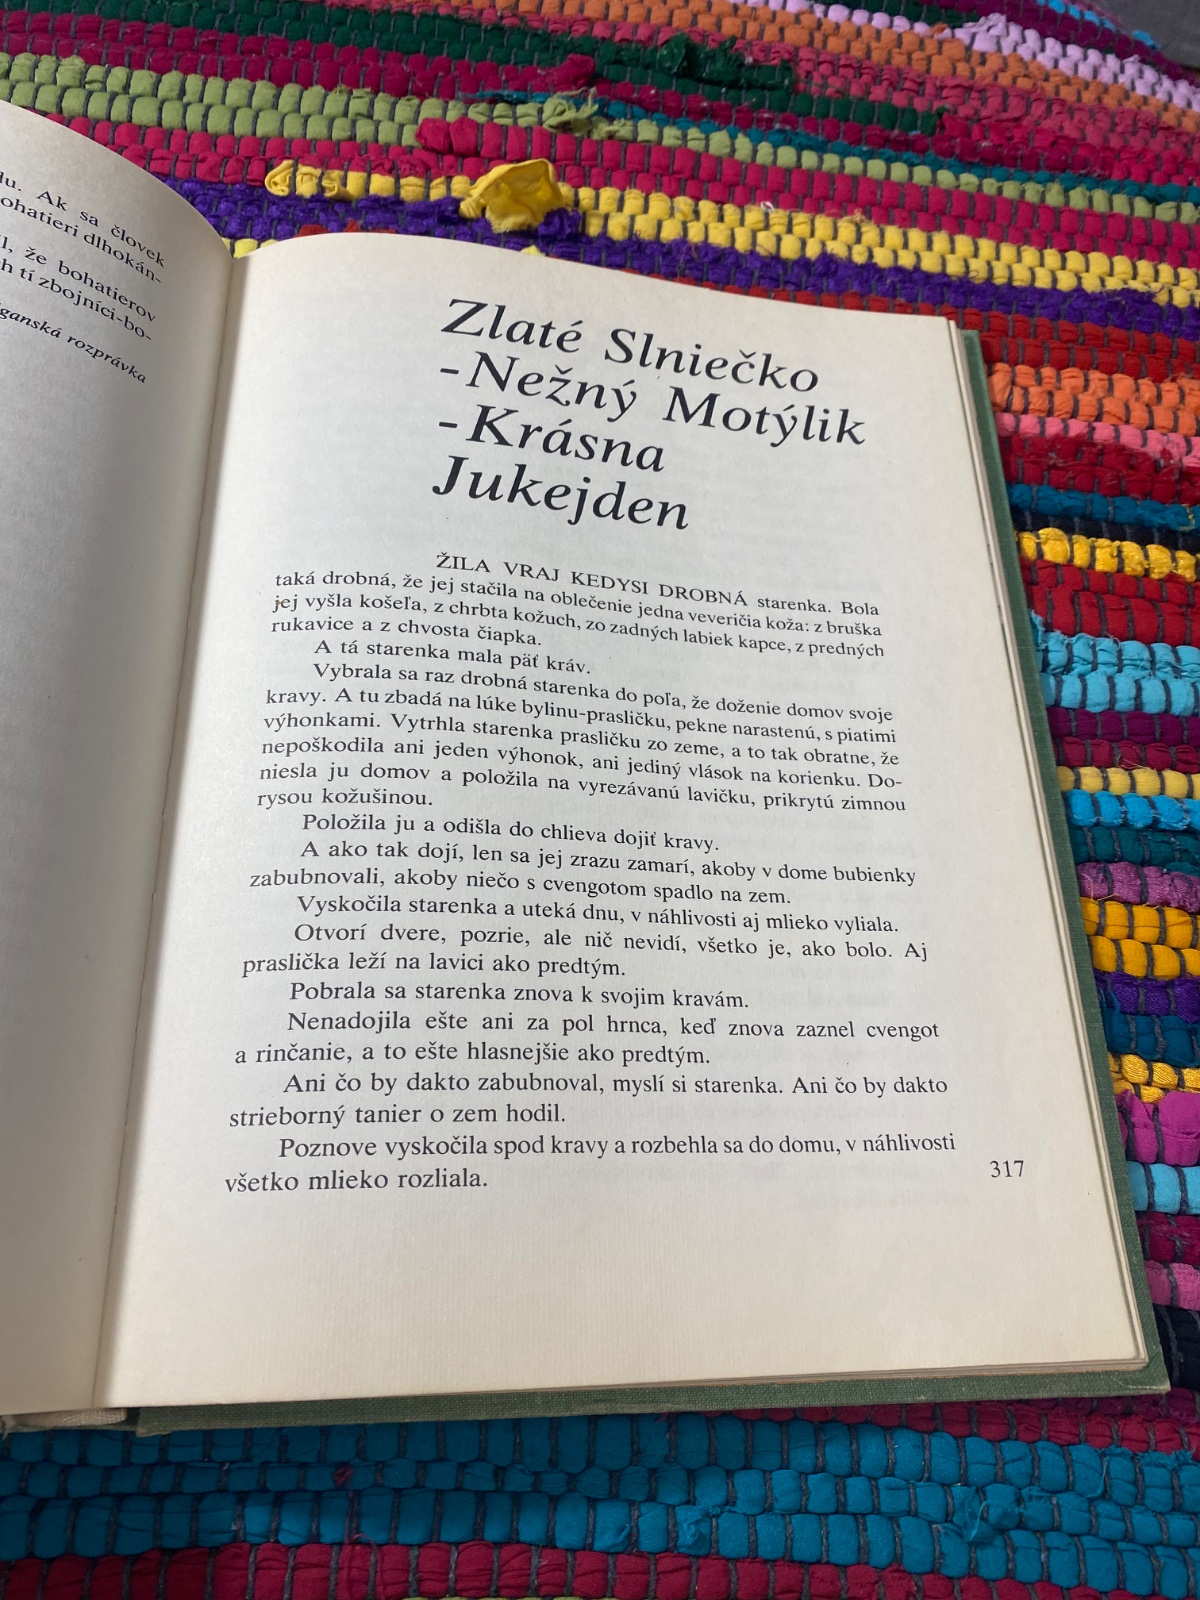 du. Ak sa človek
bohatieri dlhokán-
l, že bohatierov
h tí zbojníci-bo-
iganská rozprávka
Zlaté Slniečko
-Nežný Motýlik
-Krásna
Jukejden
ŽILA VRAJ KEDYSI DROBNÁ starenka. Bola
taká drobná, že jej stačila na oblečenie jedna veveričia koža: z bruška
jej vyšla košeľa, z chrbta kožuch, zo zadných labiek kapce, z predných
rukavice a z chvosta čiapka.
A tá starenka mala päť kráv.
Vybrala sa raz drobná starenka do poľa, že doženie domov svoje
kravy. A tu zbadá na lúke bylinu-prasličku, pekne narastenú, s piatimi
výhonkami. Vytrhla starenka prasličku zo zeme, a to tak obratne, že
nepoškodila ani jeden výhonok, ani jediný vlások na korienku. Do-
niesla ju domov a položila na vyrezávanú lavičku, prikrytú zimnou
rysou kožušinou.
Položila ju a odišla do chlieva dojiť kravy.
A ako tak dojí, len sa jej zrazu zamarí, akoby v dome bubienky
zabubnovali, akoby niečo s cvengotom spadlo na zem.
Vyskočila starenka a uteká dnu, v náhlivosti aj mlieko vyliala.
Otvorí dvere, pozrie, ale nič nevidí, všetko je, ako bolo. Aj
praslička leží na lavici ako predtým.
Pobrala sa starenka znova k svojim kravám.
Nenadojila ešte ani za pol hrnca, keď znova zaznel cvengot
a rinčanie, a to ešte hlasnejšie ako predtým.
Ani čo by dakto zabubnoval, myslí si starenka. Ani čo by dakto
strieborný tanier o zem hodil.
Poznove vyskočila spod kravy a rozbehla sa do domu, v náhlivosti
všetko mlieko rozliala.
317